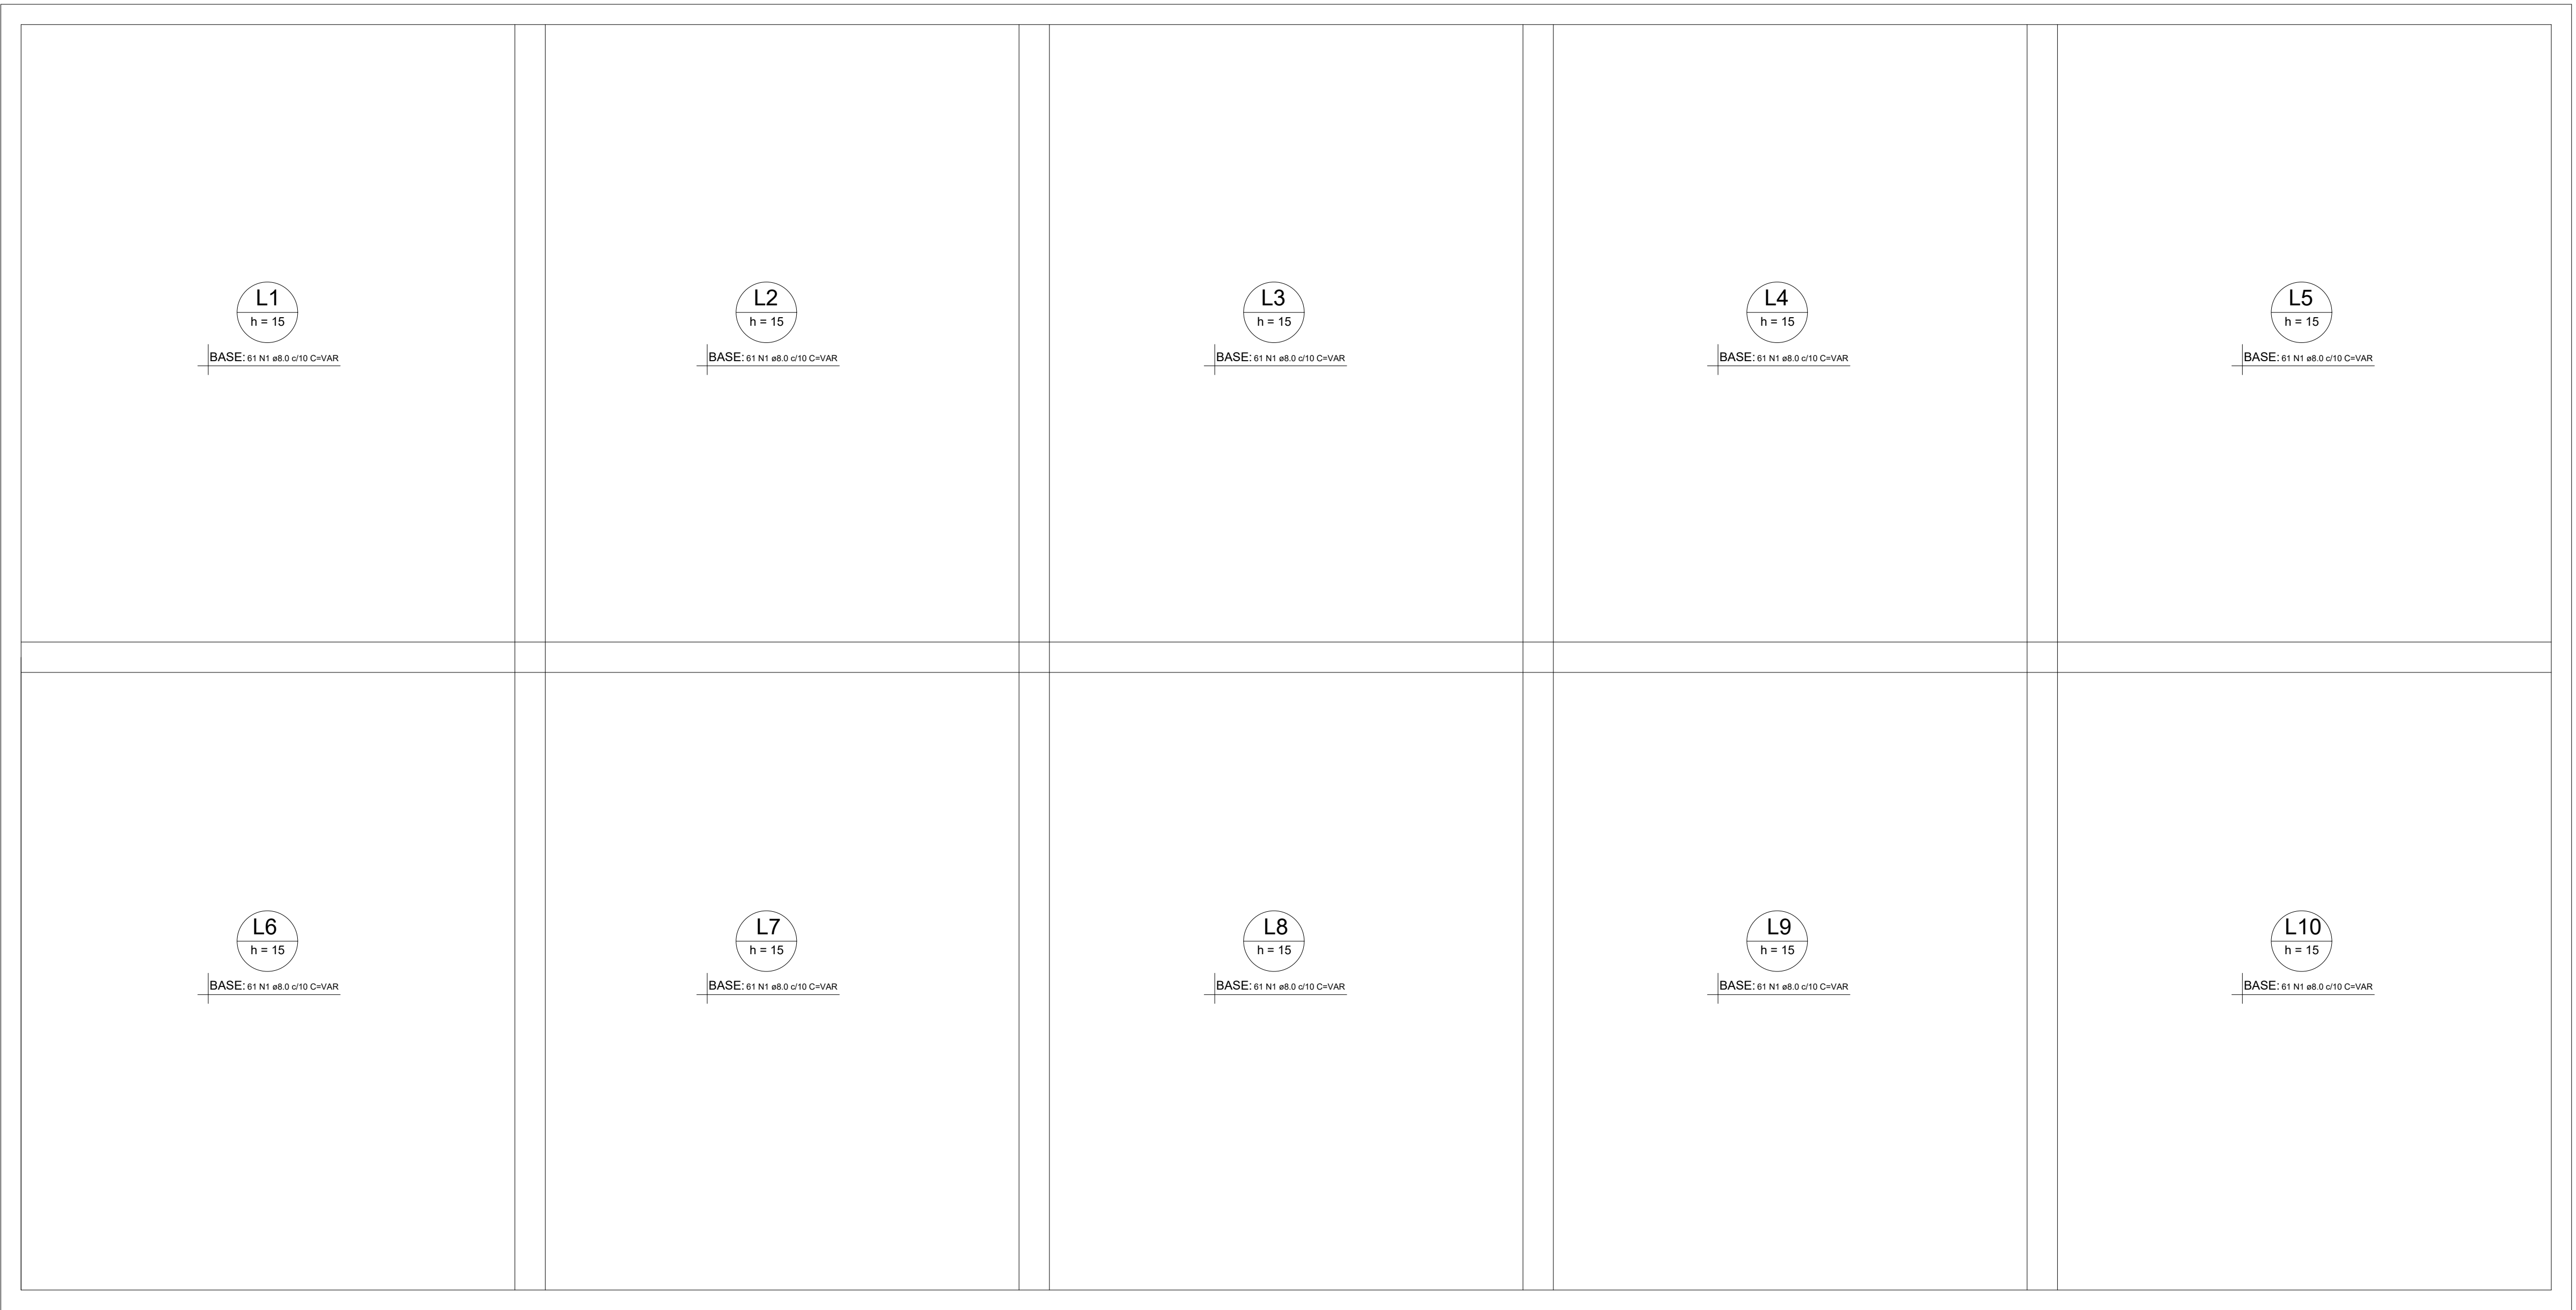 L1
h = 15
BASE: 61 N1 ø8.0 c/10 C=VAR
L2
h = 15
BASE: 61 N1 ø8.0 c/10 C=VAR
L3
h = 15
BASE: 61 N1 ø8.0 c/10 C=VAR
L4
h = 15
BASE: 61 N1 ø8.0 c/10 C=VAR
L5
h = 15
BASE: 61 N1 ø8.0 c/10 C=VAR
L6
h = 15
BASE: 61 N1 ø8.0 c/10 C=VAR
L7
h = 15
BASE: 61 N1 ø8.0 c/10 C=VAR
L8
h = 15
BASE: 61 N1 ø8.0 c/10 C=VAR
L9
h = 15
BASE: 61 N1 ø8.0 c/10 C=VAR
L10
h = 15
BASE: 61 N1 ø8.0 c/10 C=VAR